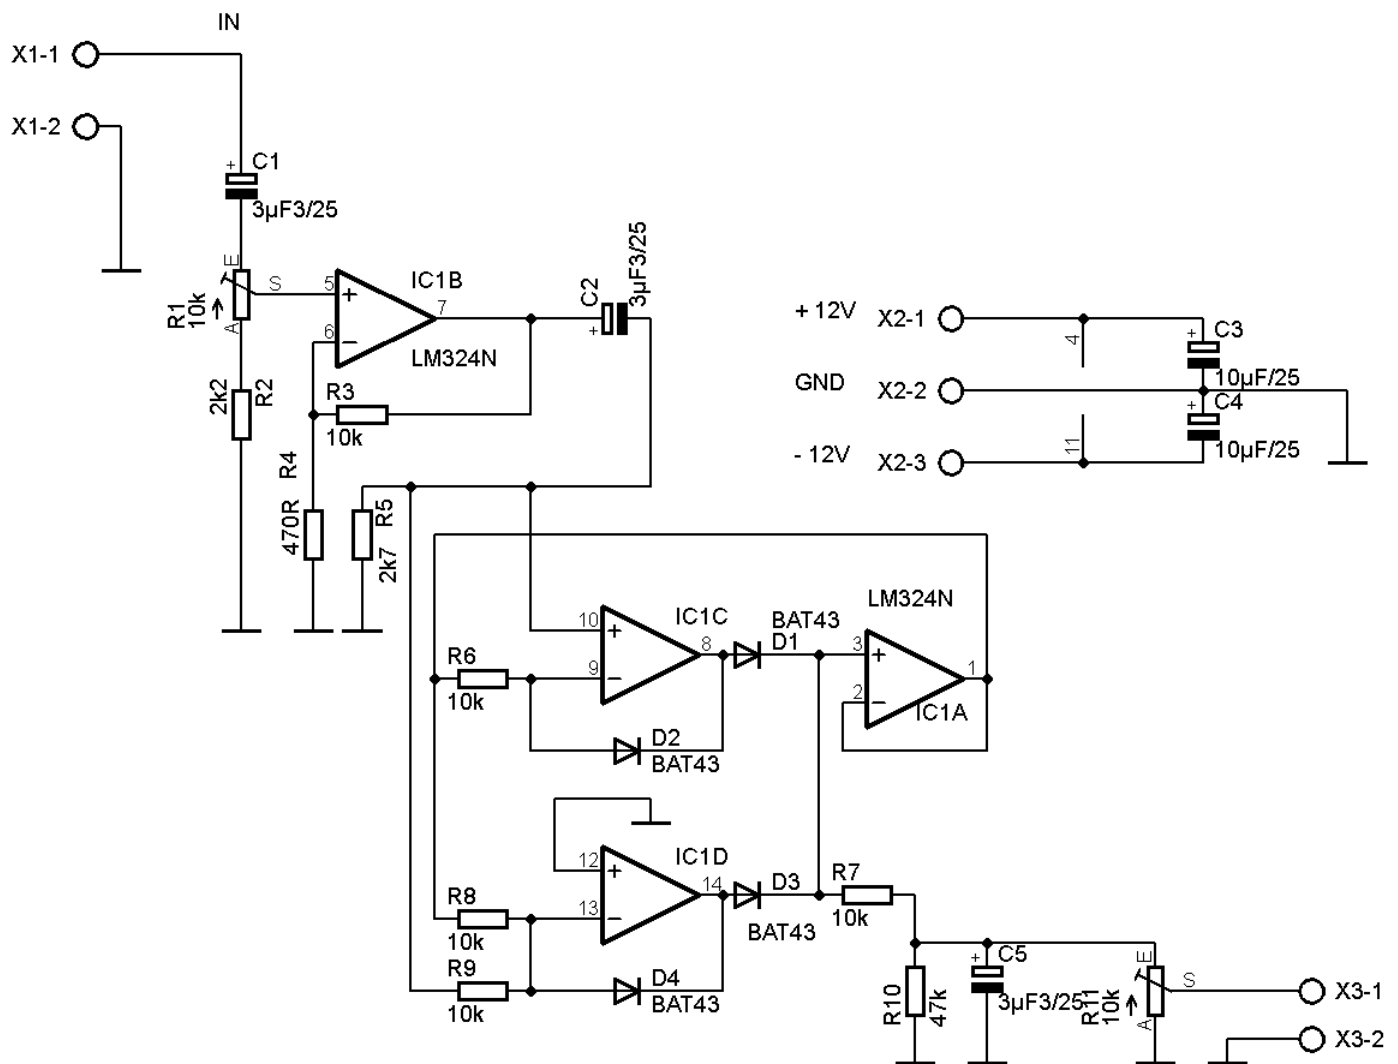 IN
X1-1
X1-2
+
C1
3µF3/25
E
S
R1
10k
A
2k2
R2
5
+
6
−
IC1B
7
LM324N
R3
10k
C2
+
3µF3/25
R4
470R
R5
2k7
+ 12V
X2-1
GND
X2-2
- 12V
X2-3
4
11
+
C3
10µF/25
+
C4
10µF/25
10
+
9
−
IC1C
8
BAT43
D1
R6
10k
D2
BAT43
LM324N
3
+
2
−
1
IC1A
12
+
13
−
IC1D
14
D3
BAT43
R7
10k
R8
10k
R9
10k
D4
BAT43
R10
47k
+
C5
3µF3/25
E
S
R11
10k
A
X3-1
X3-2